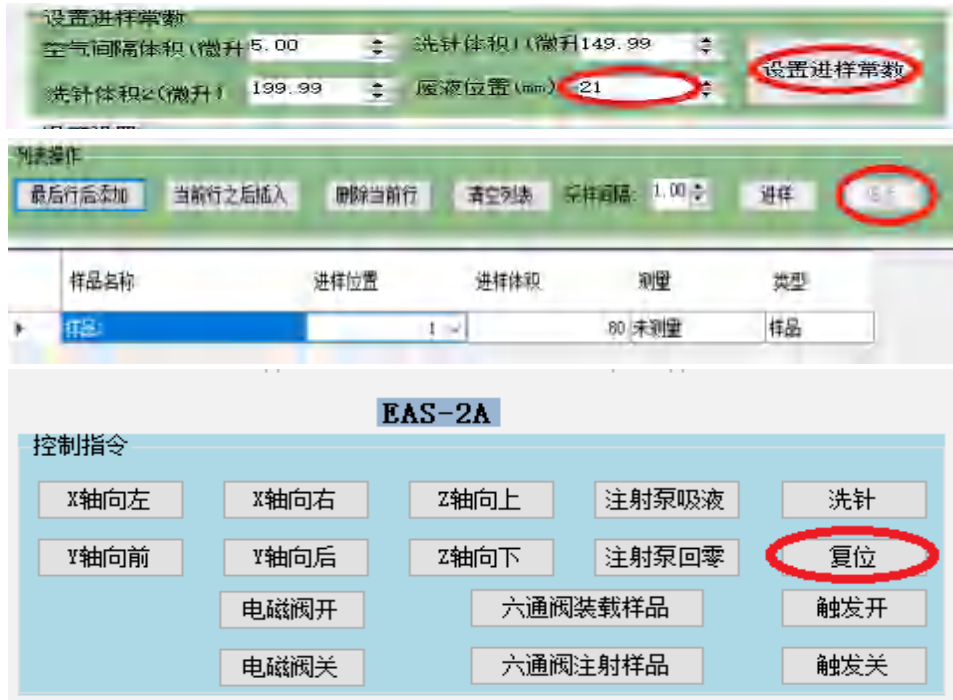 设置进样常数
空气间隔体积(微升 5.00 洗针体积1(微升 149.99 设置进样常数
洗针体积2(微升) 199.99 废液位置(mm) 21
列表操作
最后行后添加 当前行之后插入 删除当前行 清空列表 采样间隔: 1.00 进样
样品名称 进样位置 进样体积 测量 类型
样品1 1 80 未测量 样品
EAS-2A
控制指令
X轴向左 X轴向右 Z轴向上 注射泵吸液 洗针
Y轴向前 Y轴向后 Z轴向下 注射泵回零 复位
电磁阀开 六通阀装载样品 触发开
电磁阀关 六通阀注射样品 触发关